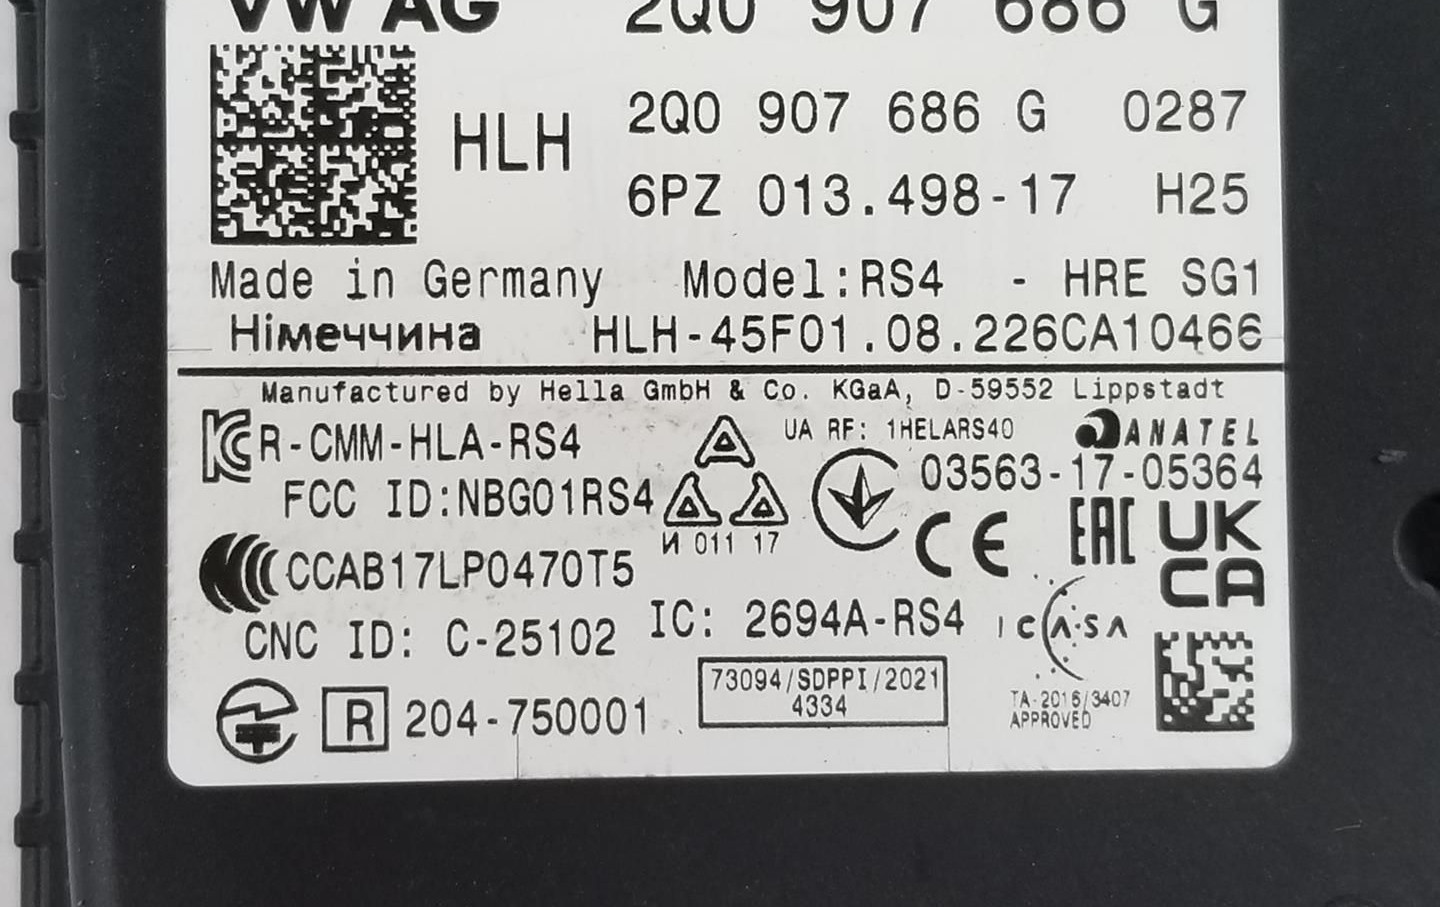 VW AG 2Q0 907 686 G
HLH 2Q0 907 686 G 0287
6PZ 013.498-17 H25
Made in Germany Model:RS4 - HRE SG1
Німеччина HLH-45F01.08.226CA10466
Manufactured by Hella GmbH & Co. KGaA, D-59552 Lippstadt
R-CMM-HLA-RS4 UA RF: 1HELARS40 ANATEL
03563-17-05364
FCC ID:NBG01RS4
И 011 17
CE EAC UK
CA
CCAB17LP0470T5
CNC ID: C-25102 IC: 2694A-RS4 ICASA
73094/SDPPI/2021
4334
TA-2016/3407
APPROVED
R 204-750001